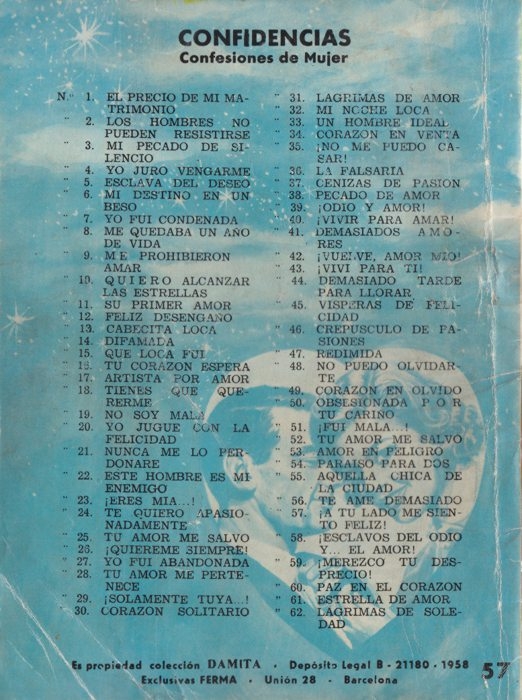 CONFIDENCIAS
Confesiones de Mujer
N.º 1. EL PRECIO DE MI MA-
TRIMONIO
" 2. LOS HOMBRES NO
PUEDEN RESISTIRSE
" 3. MI PECADO DE SI-
LENCIO
" 4. YO JURO VENGARME
" 5. ESCLAVA DEL DESEO
" 6. MI DESTINO EN UN
BESO
" 7. YO FUI CONDENADA
" 8. ME QUEDABA UN AÑO
DE VIDA
" 9. ME PROHIBIERON
AMAR
" 10. QUIERO ALCANZAR
LAS ESTRELLAS
" 11. SU PRIMER AMOR
" 12. FELIZ DESENGAÑO
" 13. CABECITA LOCA
" 14. DIFAMADA
" 15. QUE LOCA FUI
" 16. TU CORAZON ESPERA
" 17. ARTISTA POR AMOR
" 18. TIENES QUE QUE-
RERME
" 19. NO SOY MALA
" 20. YO JUGUE CON LA
FELICIDAD
" 21. NUNCA ME LO PER-
DONARE
" 22. ESTE HOMBRE ES MI
ENEMIGO
" 23. ¡ERES MIA...!
" 24. TE QUIERO APASIO-
NADAMENTE
" 25. TU AMOR ME SALVO
" 26. ¡QUIEREME SIEMPRE!
" 27. YO FUI ABANDONADA
" 28. TU AMOR ME PERTE-
NECE
" 29. ¡SOLAMENTE TUYA...!
" 30. CORAZON SOLITARIO
" 31. LAGRIMAS DE AMOR
" 32. MI NOCHE LOCA
" 33. UN HOMBRE IDEAL
" 34. CORAZON EN VENTA
" 35. ¡NO ME PUEDO CA-
SAR!
" 36. LA FALSARIA
" 37. CENIZAS DE PASION
" 38. PECADO DE AMOR
" 39. ¡ODIO Y AMOR!
" 40. ¡VIVIR PARA AMAR!
" 41. DEMASIADOS AMO-
RES
" 42. ¡VUELVE, AMOR MIO!
" 43. ¡VIVI PARA TI!
" 44. DEMASIADO TARDE
PARA LLORAR
" 45. VISPERAS DE FELI-
CIDAD
" 46. CREPUSCULO DE PA-
SIONES
" 47. REDIMIDA
" 48. NO PUEDO OLVIDAR-
TE
" 49. CORAZON EN OLVIDO
" 50. OBSESIONADA POR
TU CARIÑO
" 51. ¡FUI MALA...!
" 52. TU AMOR ME SALVO
" 53. AMOR EN PELIGRO
" 54. PARAISO PARA DOS
" 55. AQUELLA CHICA DE
LA CIUDAD
" 56. TE AME DEMASIADO
" 57. ¡A TU LADO ME SIEN-
TO FELIZ!
" 58. ¡ESCLAVOS DEL ODIO
Y... EL AMOR!
" 59. ¡MEREZCO TU DES-
PRECIO!
" 60. PAZ EN EL CORAZON
" 61. ESTRELLA DE AMOR
" 62. LAGRIMAS DE SOLE-
DAD
Es propiedad colección DAMITA - Depósito Legal B - 21180 - 1958
Exclusivas FERMA - Unión 28 - Barcelona
57